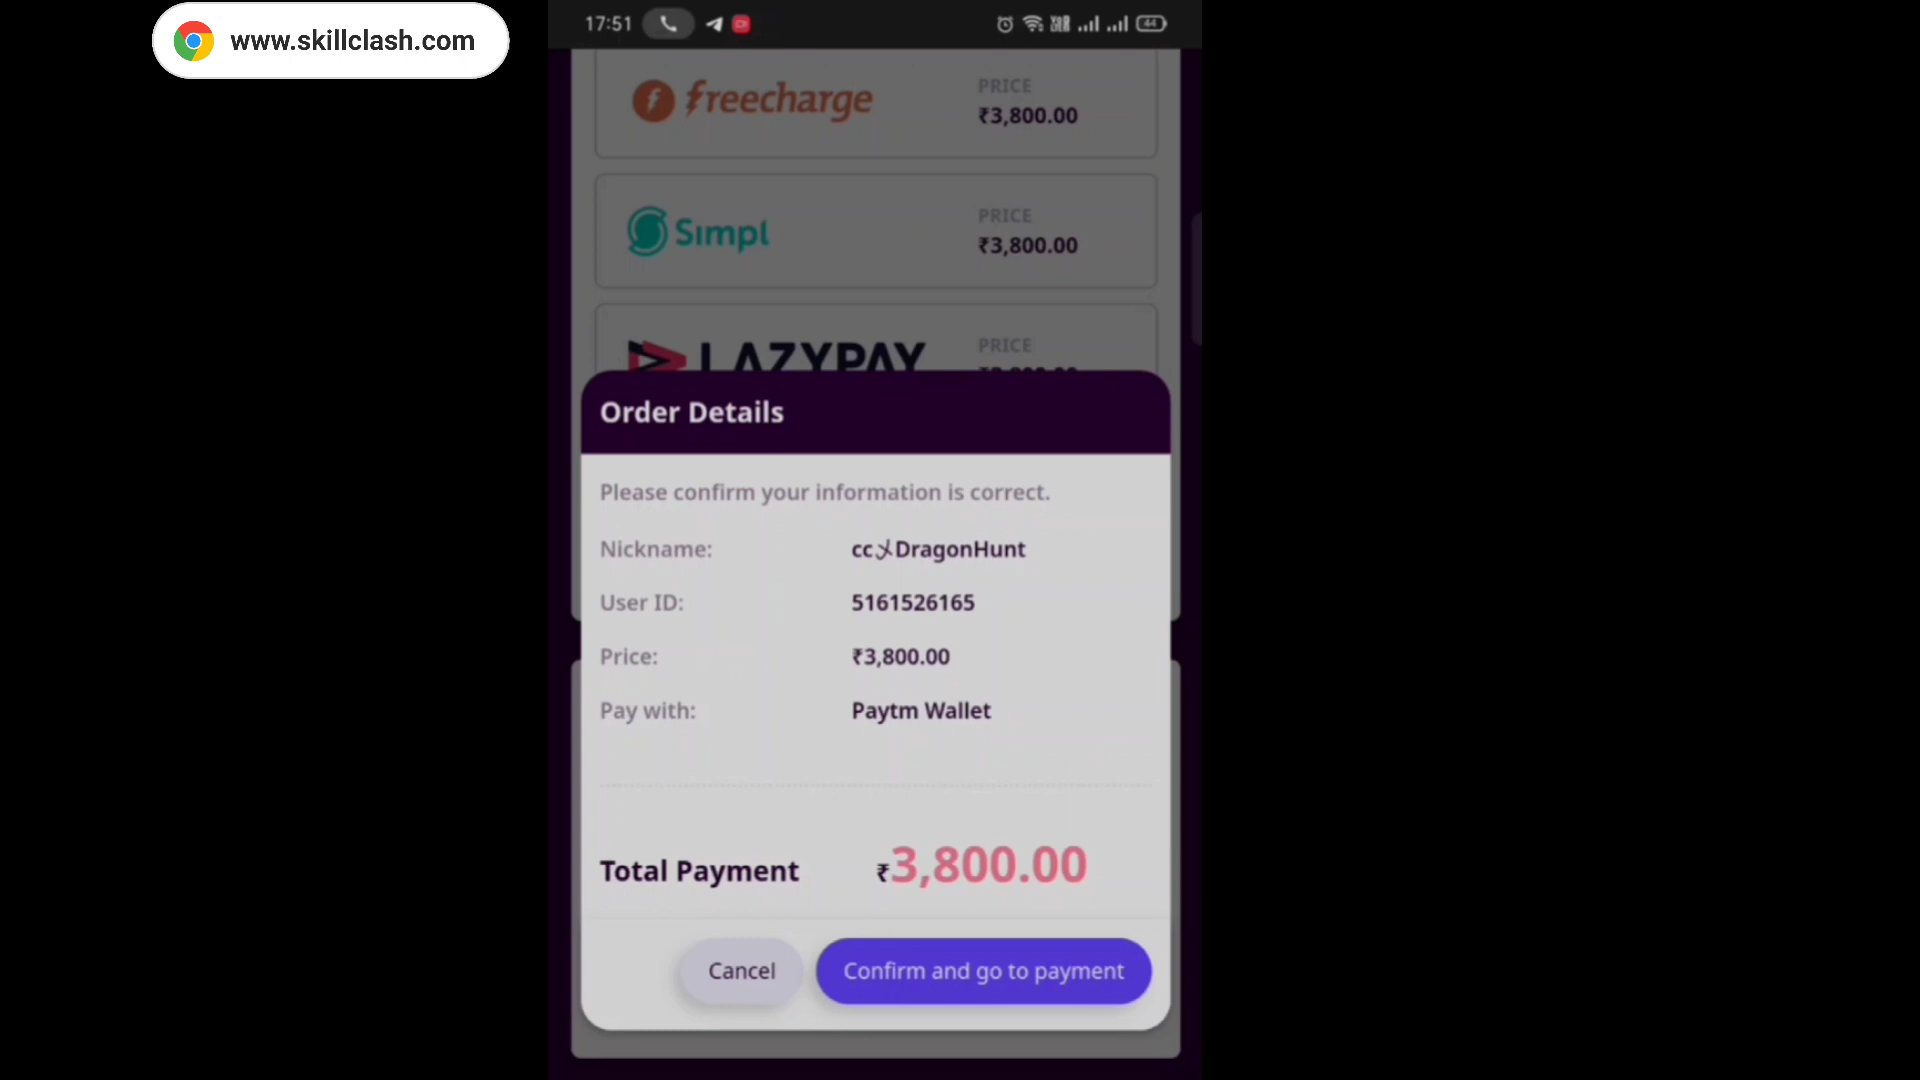 www.skillclash.com
17:51
44
freecharge
PRICE
₹3,800.00
Simpl
PRICE
₹3,800.00
LAZYPAY
PRICE
Order Details
Please confirm your information is correct.
Nickname: cc乄DragonHunt
User ID: 5161526165
Price: ₹3,800.00
Pay with: Paytm Wallet
Total Payment ₹3,800.00
Cancel
Confirm and go to payment